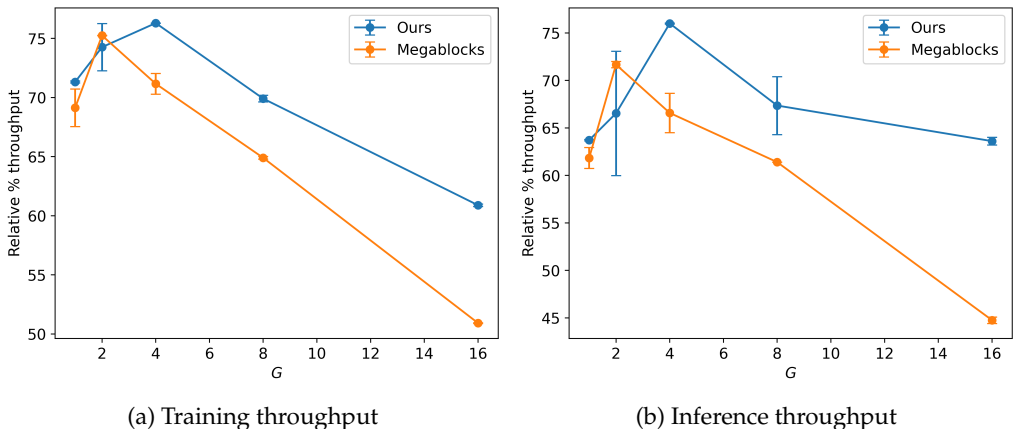 Ours
Megablocks
Relative % throughput
75
70
65
60
55
50
2 4 6 8 10 12 14 16
G
(a) Training throughput
Ours
Megablocks
Relative % throughput
75
70
65
60
55
50
45
2 4 6 8 10 12 14 16
G
(b) Inference throughput